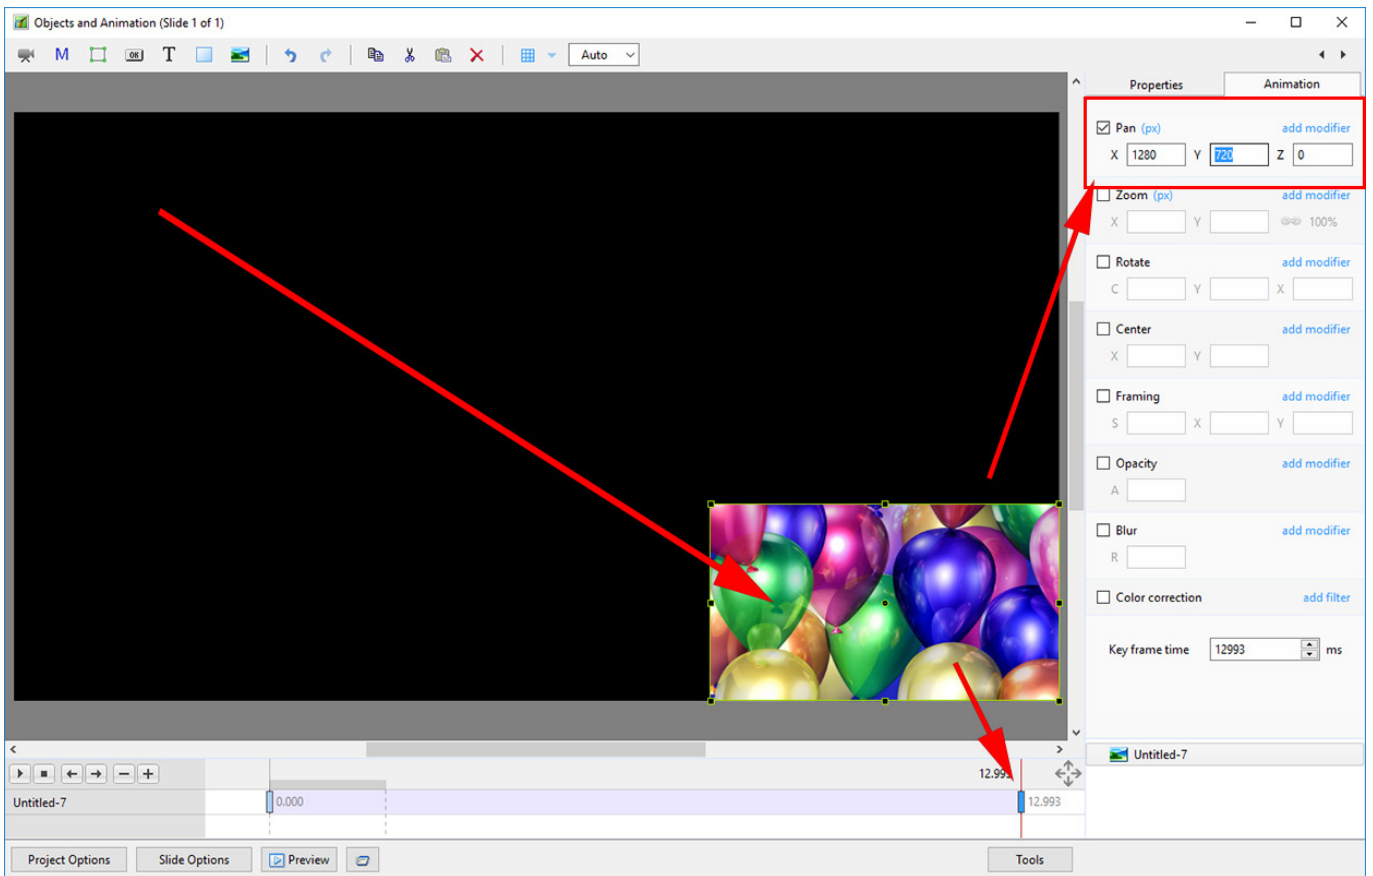 Objects and Animation (Slide 1 of 1)
M OK T Auto
Properties Animation
Pan (px) add modifier
X 1280 Y 720 Z 0
Zoom (px) add modifier
X Y 100%
Rotate add modifier
C Y X
Center add modifier
X Y
Framing add modifier
S X Y
Opacity add modifier
A
Blur add modifier
R
Color correction add filter
Key frame time 12993 ms
Untitled-7
12.993
Untitled-7 0.000 12.993
Project Options Slide Options Preview Tools